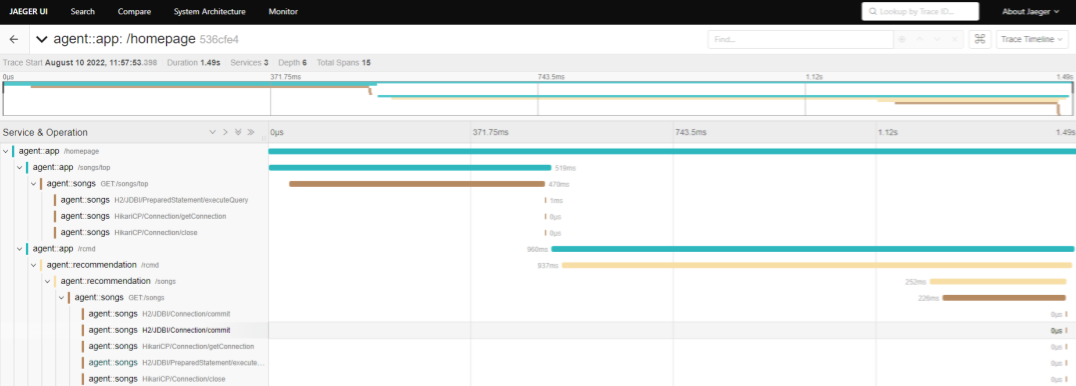 JAEGER UI Search Compare System Architecture Monitor Lookup by Trace ID... About Jaeger
agent::app: /homepage 536cfe4 Find... Trace Timeline
Trace Start August 10 2022, 11:57:53.398 Duration 1.49s Services 3 Depth 6 Total Spans 15
0μs 371.75ms 743.5ms 1.12s 1.49s
Service & Operation 0μs 371.75ms 743.5ms 1.12s 1.49s
agent::app /homepage
agent::app /songs/top 519ms
agent::songs GET:/songs/top 470ms
agent::songs H2/JDBI/PreparedStatement/executeQuery 1ms
agent::songs HikariCP/Connection/getConnection 0μs
agent::songs HikariCP/Connection/close 0μs
agent::app /rcmd 960ms
agent::recommendation /rcmd 937ms
agent::recommendation /songs 252ms
agent::songs GET:/songs 226ms
agent::songs H2/JDBI/Connection/commit 0μs
agent::songs H2/JDBI/Connection/commit 0μs
agent::songs HikariCP/Connection/getConnection 0μs
agent::songs H2/JDBI/PreparedStatement/execute... 0μs
agent::songs HikariCP/Connection/close 0μs